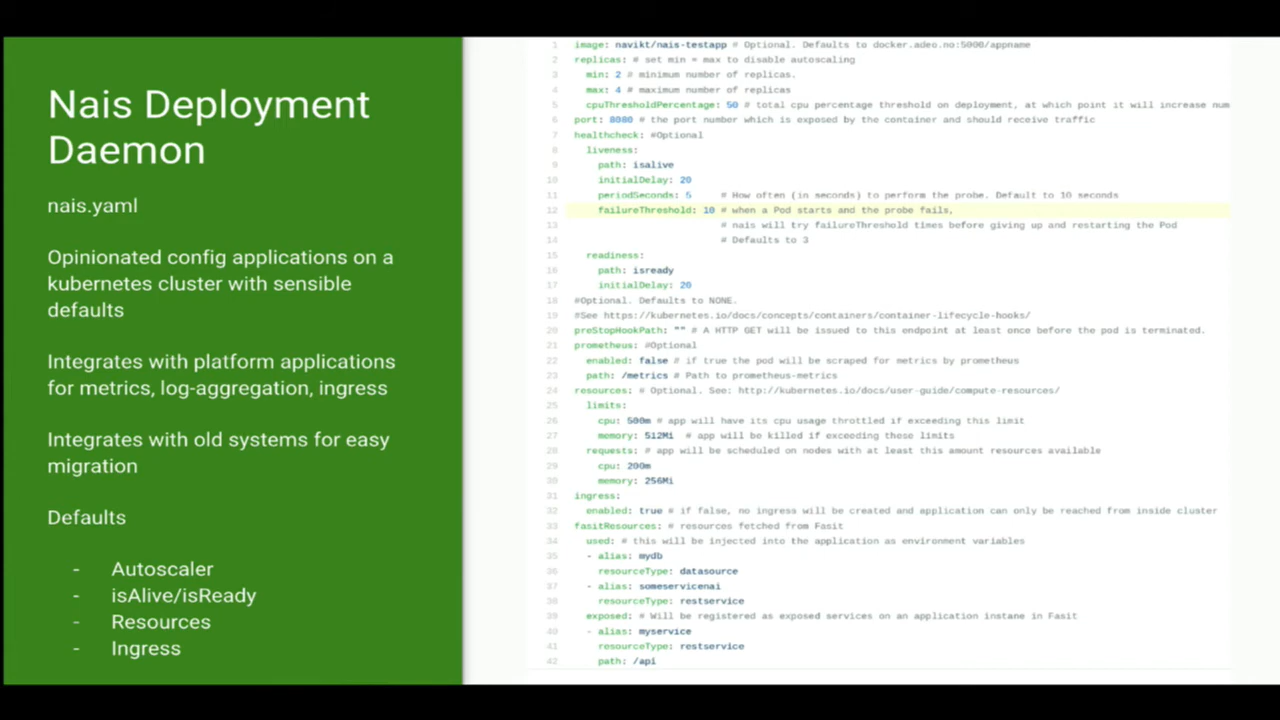 Nais Deployment
Daemon
nais.yaml
Opinionated config applications on a
kubernetes cluster with sensible
defaults
Integrates with platform applications
for metrics, log-aggregation, ingress
Integrates with old systems for easy
migration
Defaults
- Autoscaler
- isAlive/isReady
- Resources
- Ingress
1 image: navikt/nais-testapp # Optional. Defaults to docker.adeo.no:5000/appname
2 replicas: # set min = max to disable autoscaling
3 min: 2 # minimum number of replicas.
4 max: 4 # maximum number of replicas
5 cpuThresholdPercentage: 50 # total cpu percentage threshold on deployment, at which point it will increase num
6 port: 8080 # the port number which is exposed by the container and should receive traffic
7 healthcheck: #Optional
8 liveness:
9 path: isalive
10 initialDelay: 20
11 periodSeconds: 5 # How often (in seconds) to perform the probe. Default to 10 seconds
12 failureThreshold: 10 # when a Pod starts and the probe fails,
13 # nais will try failureThreshold times before giving up and restarting the Pod
14 # Defaults to 3
15 readiness:
16 path: isready
17 initialDelay: 20
18 #Optional. Defaults to NONE.
19 #See https://kubernetes.io/docs/concepts/containers/container-lifecycle-hooks/
20 preStopHookPath: "" # A HTTP GET will be issued to this endpoint at least once before the pod is terminated.
21 prometheus: #Optional
22 enabled: false # if true the pod will be scraped for metrics by prometheus
23 path: /metrics # Path to prometheus-metrics
24 resources: # Optional. See: http://kubernetes.io/docs/user-guide/compute-resources/
25 limits:
26 cpu: 500m # app will have its cpu usage throttled if exceeding this limit
27 memory: 512Mi # app will be killed if exceeding these limits
28 requests: # app will be scheduled on nodes with at least this amount resources available
29 cpu: 200m
30 memory: 256Mi
31 ingress:
32 enabled: true # if false, no ingress will be created and application can only be reached from inside cluster
33 fasitResources: # resources fetched from Fasit
34 used: # this will be injected into the application as environment variables
35 - alias: mydb
36 resourceType: datasource
37 - alias: someservicenai
38 resourceType: restservice
39 exposed: # Will be registered as exposed services on an application instane in Fasit
40 - alias: myservice
41 resourceType: restservice
42 path: /api